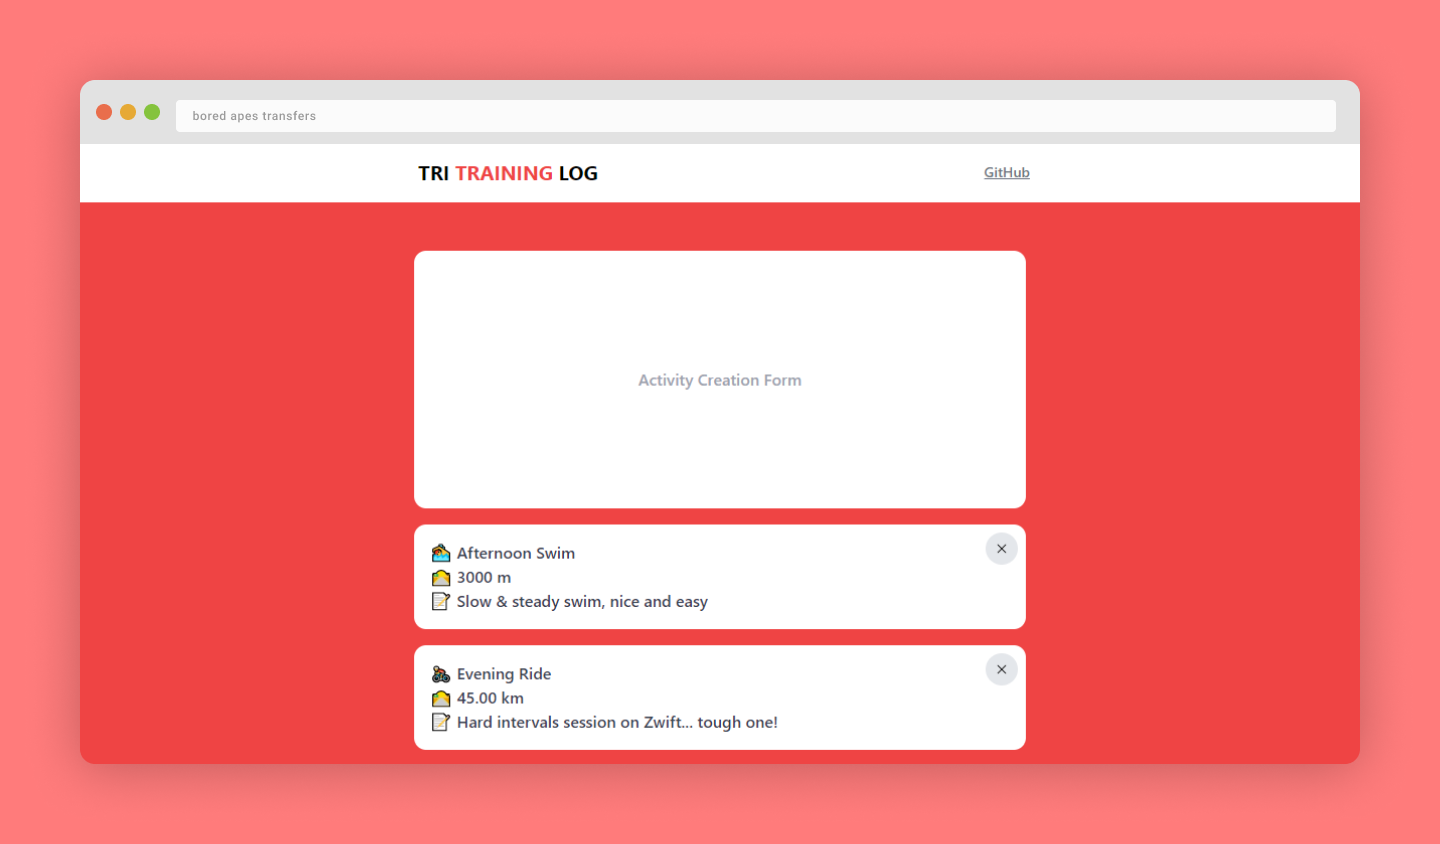 bored apes transfers
TRI TRAINING LOG
GitHub
Activity Creation Form
Afternoon Swim
3000 m
Slow & steady swim, nice and easy
Evening Ride
45.00 km
Hard intervals session on Zwift... tough one!